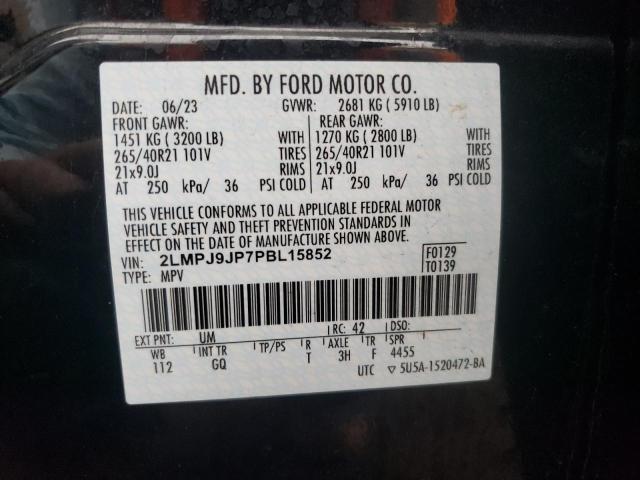 MFD. BY FORD MOTOR CO.
DATE: 06/23 GVWR: 2681 KG (5910 LB)
FRONT GAWR: REAR GAWR:
1451 KG (3200 LB) WITH 1270 KG (2800 LB) WITH
265/40R21 101V TIRES 265/40R21 101V TIRES
21x9.0J RIMS 21x9.0J RIMS
AT 250 kPa/ 36 PSI COLD AT 250 kPa/ 36 PSI COLD
THIS VEHICLE CONFORMS TO ALL APPLICABLE FEDERAL MOTOR
VEHICLE SAFETY AND THEFT PREVENTION STANDARDS IN
EFFECT ON THE DATE OF MANUFACTURE SHOWN ABOVE.
VIN: 2LMPJ9JP7PBL15852 F0129
TYPE: MPV T0139
EXT PNT: UM RC: 42 DSO:
WB INT TR TP/PS R AXLE TR SPR
112 GQ T 3H F 4455
UTC ▽ 5U5A-1520472-BA